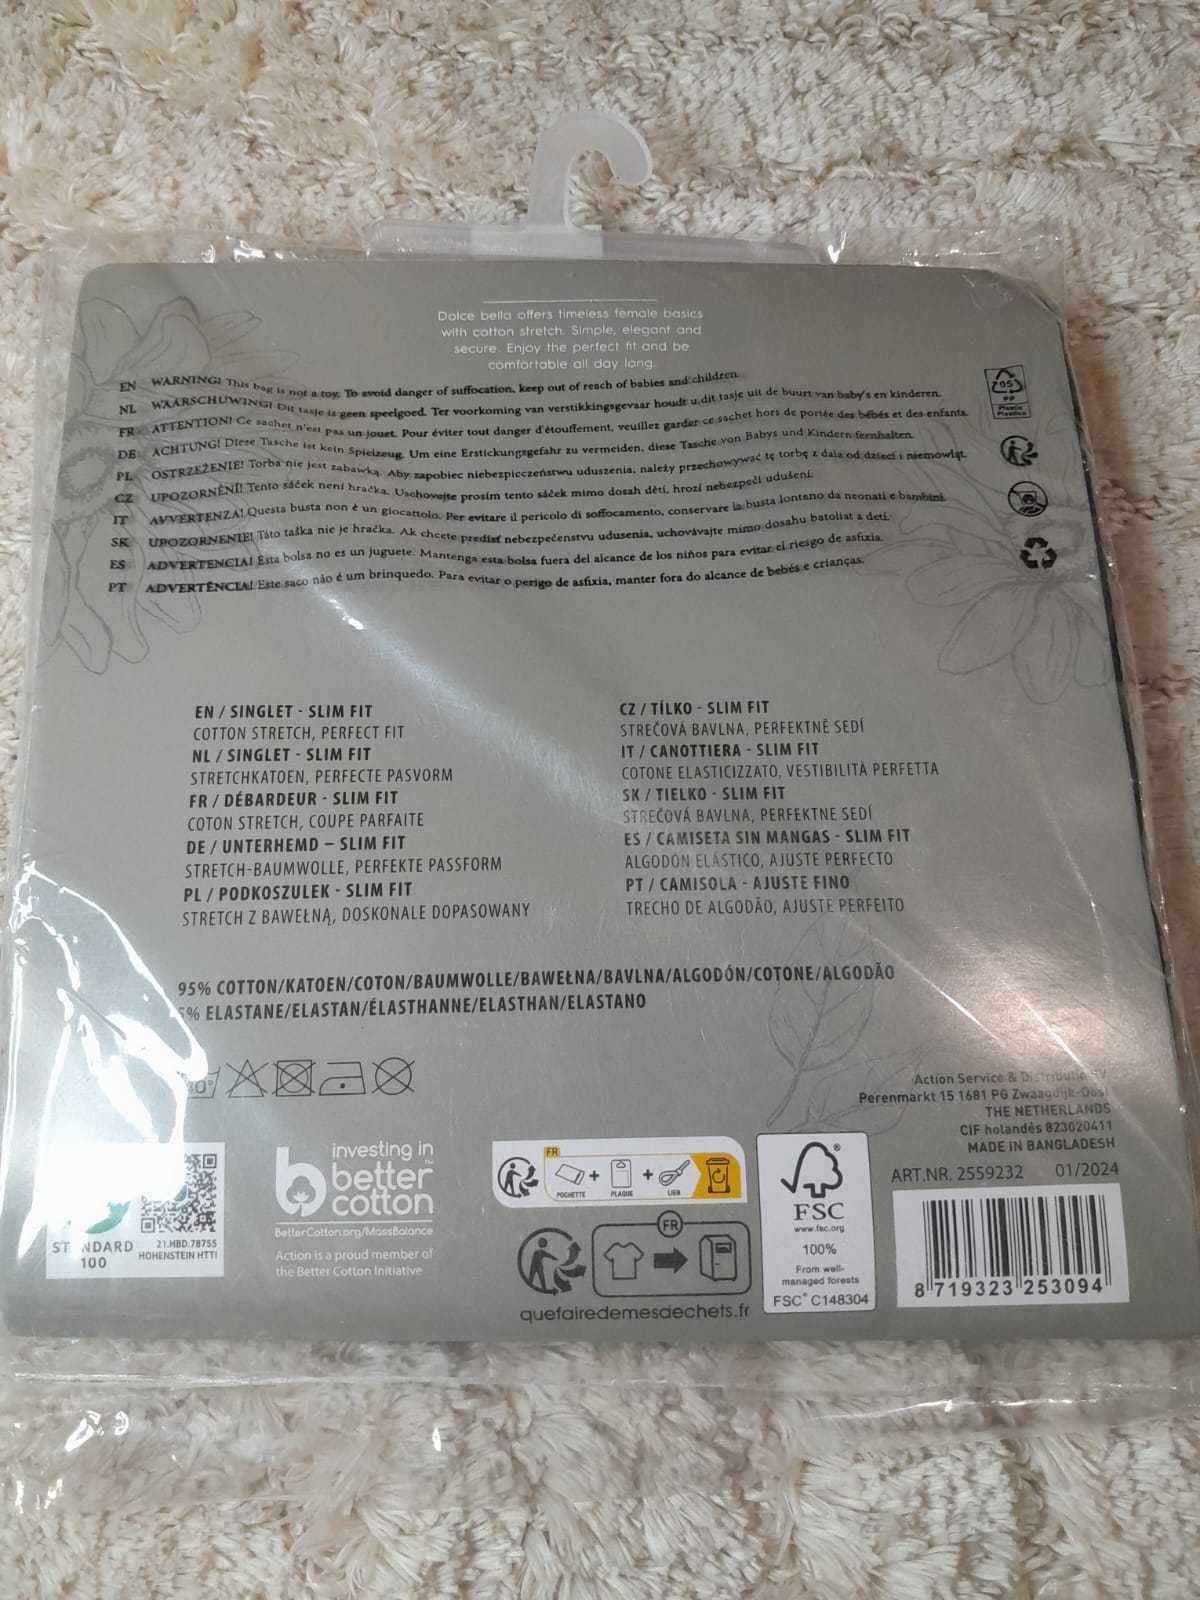 Dolce bella offers timeless female basics
with cotton stretch. Simple, elegant and
secure. Enjoy the perfect fit and be
comfortable all day long.
EN WARNING! This bag is not a toy. To avoid danger of suffocation, keep out of reach of babies and children.
NL WAARSCHUWING! Dit tasje is geen speelgoed. Ter voorkoming van verstikkingsgevaar houdt u dit tasje uit de buurt van baby's en kinderen.
FR ATTENTION! Ce sachet n'est pas un jouet. Pour éviter tout danger d'étouffement, veuillez garder ce sachet hors de portée des bébés et des enfants.
DE ACHTUNG! Diese Tasche ist kein Spielzeug. Um eine Erstickungsgefahr zu vermeiden, diese Tasche von Babys und Kindern fernhalten.
PL OSTRZEŻENIE! Torba nie jest zabawką. Aby zapobiec niebezpieczeństwu uduszenia, należy przechowywać tę torbę z dala od dzieci i niemowląt.
CZ UPOZORNĚNÍ! Tento sáček není hračka. Uschovejte prosím tento sáček mimo dosah dětí, hrozí nebezpečí udušení.
IT AVVERTENZA! Questa busta non è un giocattolo. Per evitare il pericolo di soffocamento, conservare la busta lontano da neonati e bambini.
SK UPOZORNENIE! Táto taška nie je hračka. Ak chcete predísť nebezpečenstvu udusenia, uchovávajte mimo dosahu batoliat a detí.
ES ADVERTENCIA! Esta bolsa no es un juguete. Mantenga esta bolsa fuera del alcance de los niños para evitar el riesgo de asfixia.
PT ADVERTÊNCIA! Este saco não é um brinquedo. Para evitar o perigo de asfixia, manter fora do alcance de bebés e crianças.
05
PP
Plastic
Plastica
EN / SINGLET - SLIM FIT
COTTON STRETCH, PERFECT FIT
NL / SINGLET - SLIM FIT
STRETCHKATOEN, PERFECTE PASVORM
FR / DÉBARDEUR - SLIM FIT
COTON STRETCH, COUPE PARFAITE
DE / UNTERHEMD – SLIM FIT
STRETCH-BAUMWOLLE, PERFEKTE PASSFORM
PL / PODKOSZULEK - SLIM FIT
STRETCH Z BAWEŁNĄ, DOSKONALE DOPASOWANY
CZ / TÍLKO - SLIM FIT
STREČOVÁ BAVLNA, PERFEKTNĚ SEDÍ
IT / CANOTTIERA - SLIM FIT
COTONE ELASTICIZZATO, VESTIBILITÀ PERFETTA
SK / TIELKO - SLIM FIT
STREČOVÁ BAVLNA, PERFEKTNE SEDÍ
ES / CAMISETA SIN MANGAS - SLIM FIT
ALGODÓN ELÁSTICO, AJUSTE PERFECTO
PT / CAMISOLA - AJUSTE FINO
TRECHO DE ALGODÃO, AJUSTE PERFEITO
95% COTTON/KATOEN/COTON/BAUMWOLLE/BAWEŁNA/BAVLNA/ALGODÓN/COTONE/ALGODÃO
5% ELASTANE/ELASTAN/ÉLASTHANNE/ELASTHAN/ELASTANO
Action Service & Distributie BV
Perenmarkt 15 1681 PG Zwaagdijk-Oost
THE NETHERLANDS
CIF holandés 823020411
MADE IN BANGLADESH
ART.NR. 2559232 01/2024
8 719323 253094
STANDARD
100
21.HBD.78755
HOHENSTEIN HTTI
investing in
better
cotton
™
BetterCotton.org/MassBalance
Action is a proud member of
the Better Cotton Initiative
FR
POCHETTE + PLAQUE + LIEN
FR
quefairedemesdechets.fr
FSC
www.fsc.org
100%
From well-
managed forests
FSC® C148304